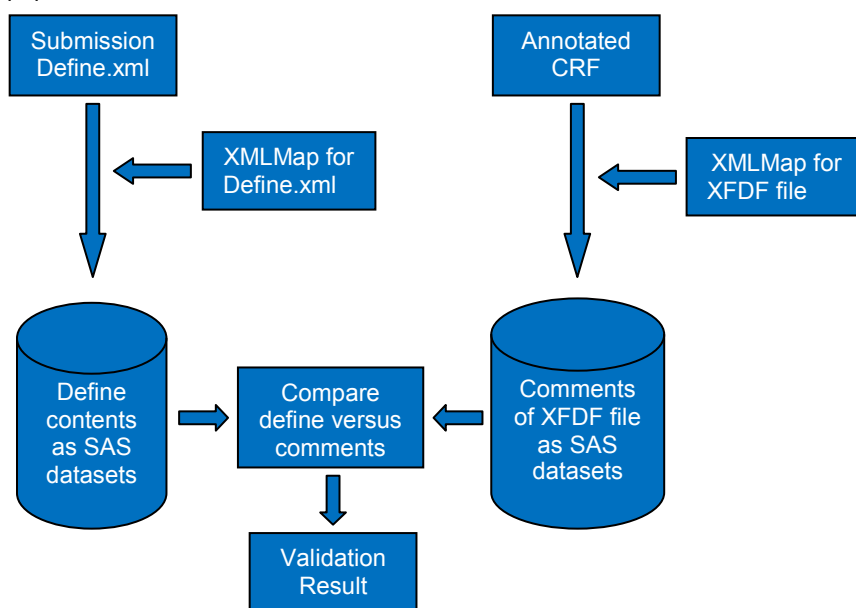 Submission
Define.xml
Annotated
CRF
XMLMap for
Define.xml
XMLMap for
XFDF file
Define
contents
as SAS
datasets
Compare
define versus
comments
Comments
of XFDF file
as SAS
datasets
Validation
Result